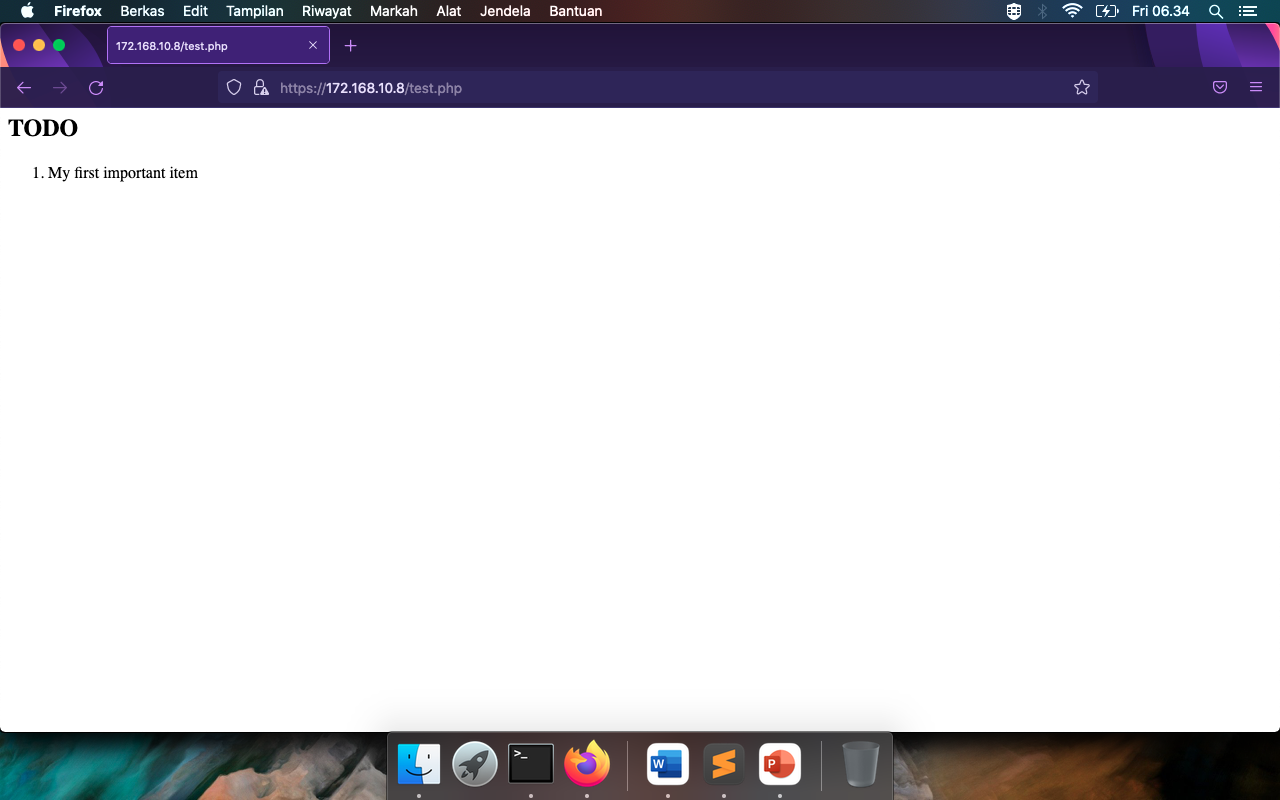 Firefox Berkas Edit Tampilan Riwayat Markah Alat Jendela Bantuan Fri 06.34
172.168.10.8/test.php
https://172.168.10.8/test.php
TODO
1. My first important item
>_
W P